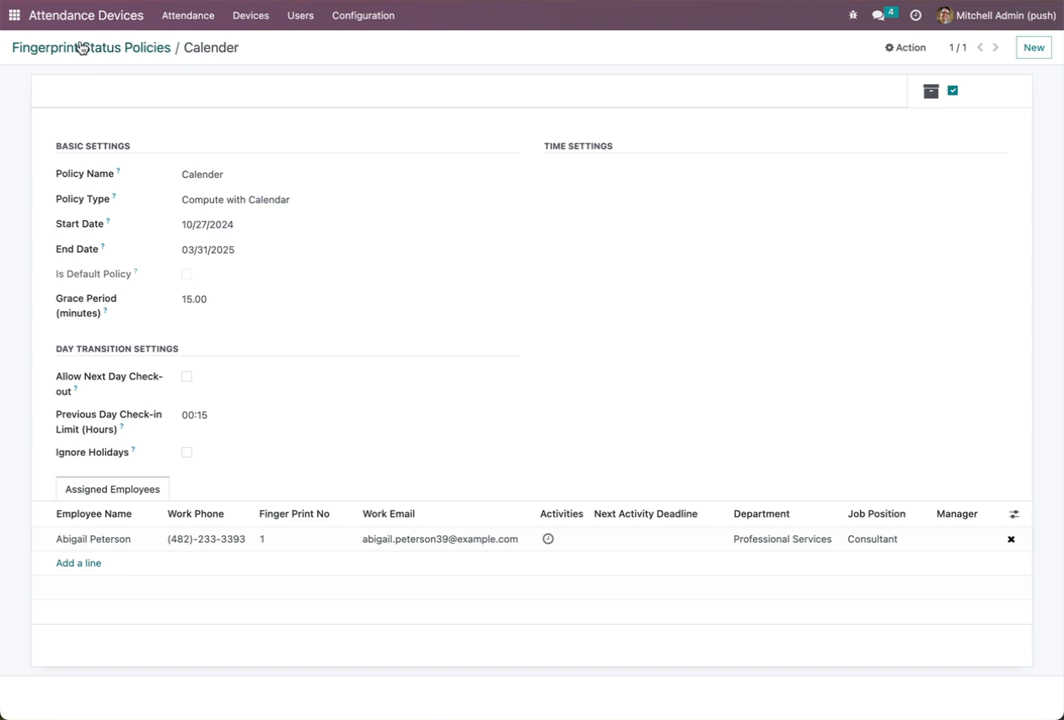 Attendance Devices Attendance Devices Users Configuration 4 Mitchell Admin (push)
Fingerprint Status Policies / Calender Action 1 / 1 New
BASIC SETTINGS TIME SETTINGS
Policy Name ? Calender
Policy Type ? Compute with Calendar
Start Date ? 10/27/2024
End Date ? 03/31/2025
Is Default Policy ?
Grace Period 15.00
(minutes) ?
DAY TRANSITION SETTINGS
Allow Next Day Check-
out ?
Previous Day Check-in 00:15
Limit (Hours) ?
Ignore Holidays ?
Assigned Employees
Employee Name Work Phone Finger Print No Work Email Activities Next Activity Deadline Department Job Position Manager
Abigail Peterson (482)-233-3393 1 abigail.peterson39@example.com Professional Services Consultant
Add a line